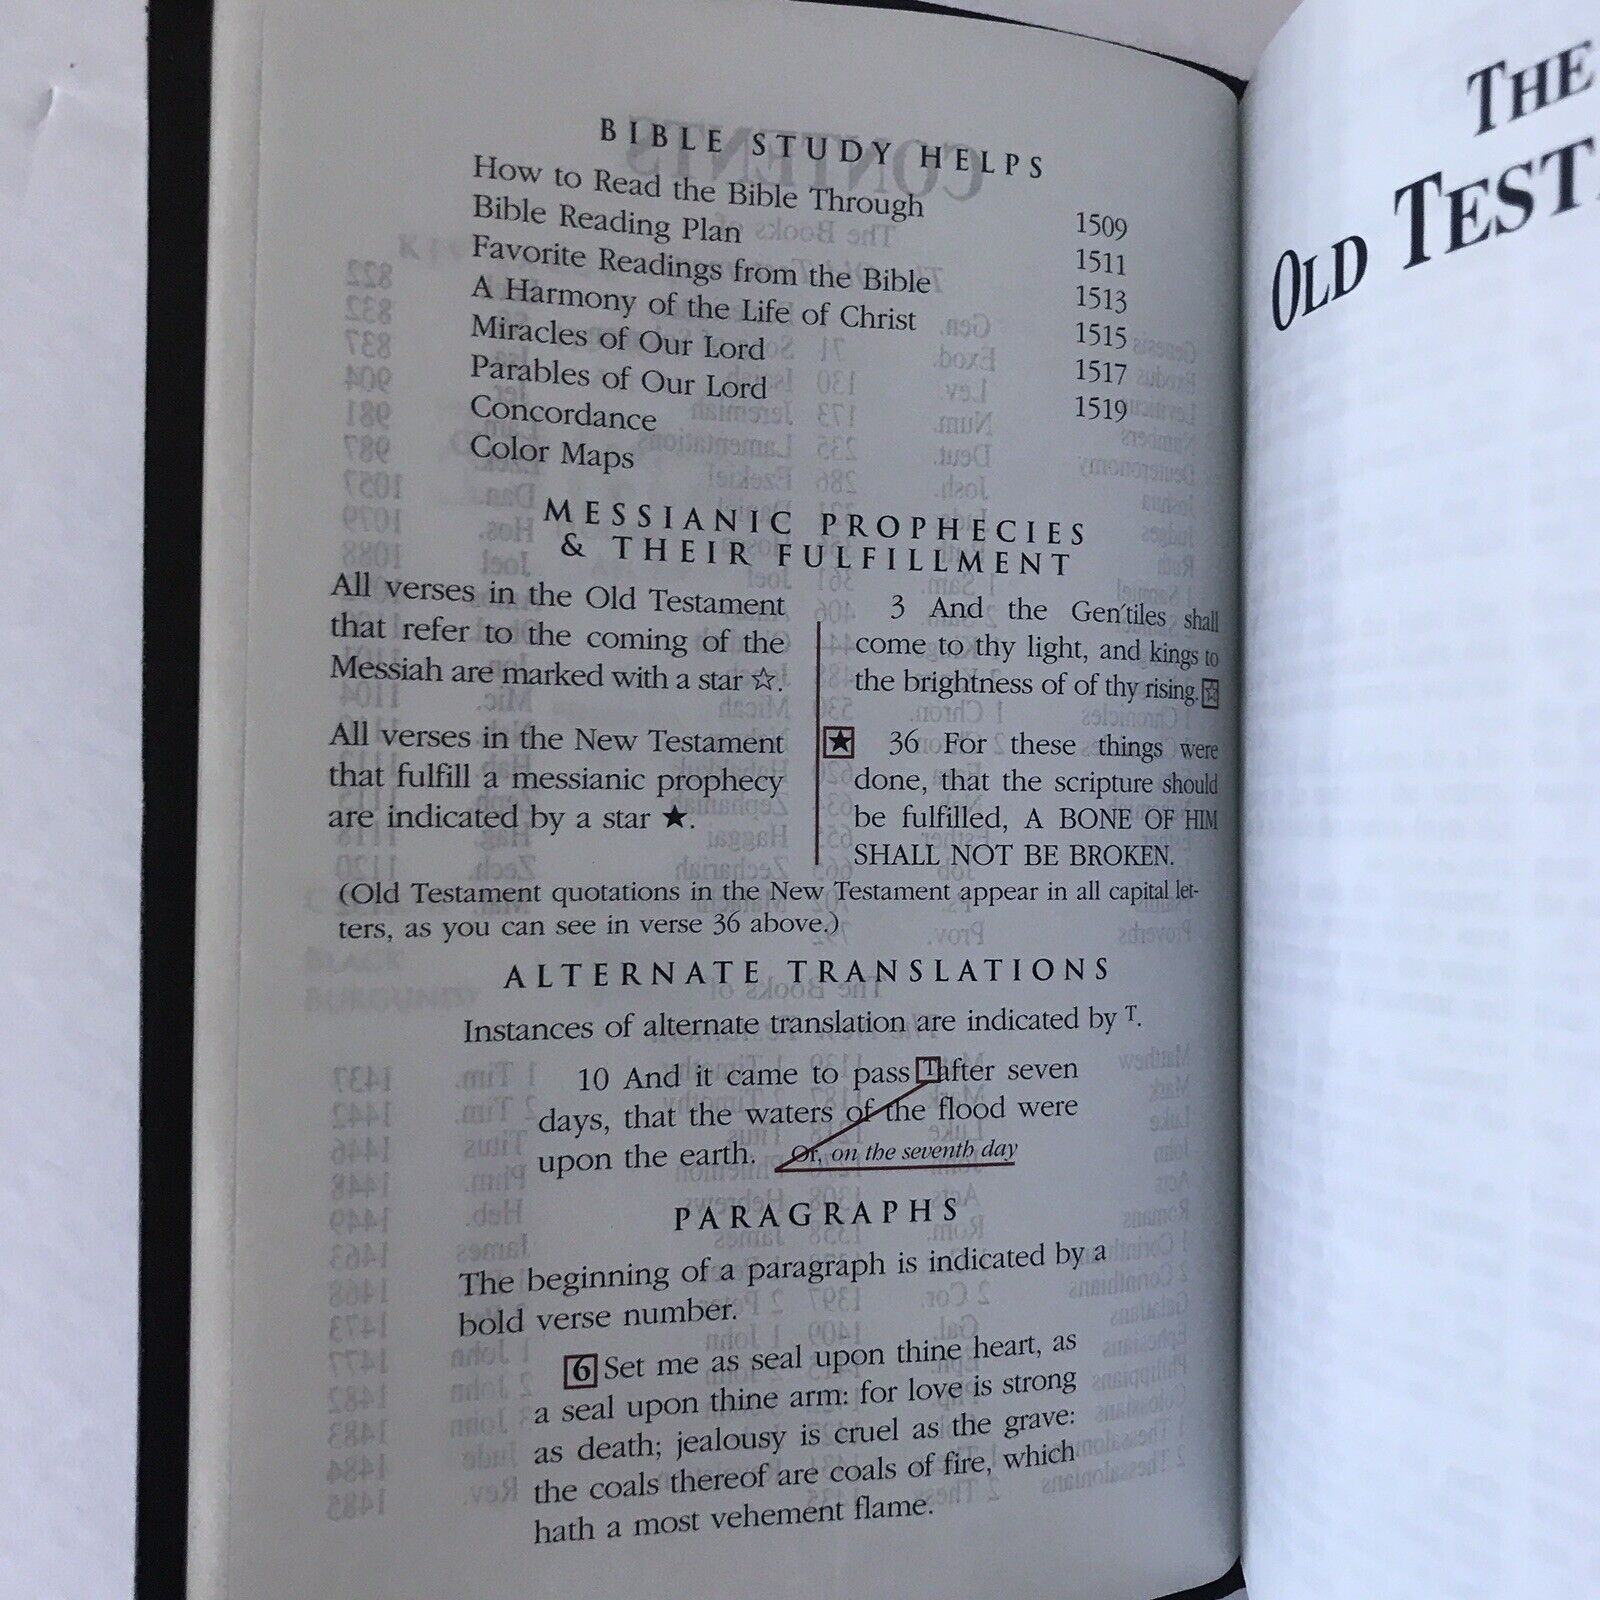 BIBLE STUDY HELPS
How to Read the Bible Through 1509
Bible Reading Plan 1511
Favorite Readings from the Bible 1513
A Harmony of the Life of Christ 1515
Miracles of Our Lord 1517
Parables of Our Lord 1519
Concordance
Color Maps
MESSIANIC PROPHECIES
& THEIR FULFILLMENT
All verses in the Old Testament
that refer to the coming of the
Messiah are marked with a star ☆.
All verses in the New Testament
that fulfill a messianic prophecy
are indicated by a star ★.
3 And the Gen'tiles shall
come to thy light, and kings to
the brightness of of thy rising.☆
★ 36 For these things were
done, that the scripture should
be fulfilled, A BONE OF HIM
SHALL NOT BE BROKEN.
(Old Testament quotations in the New Testament appear in all capital let-
ters, as you can see in verse 36 above.)
ALTERNATE TRANSLATIONS
Instances of alternate translation are indicated by T.
10 And it came to pass Tafter seven
days, that the waters of the flood were
upon the earth. Or, on the seventh day
PARAGRAPHS
The beginning of a paragraph is indicated by a
bold verse number.
6 Set me as seal upon thine heart, as
a seal upon thine arm: for love is strong
as death; jealousy is cruel as the grave:
the coals thereof are coals of fire, which
hath a most vehement flame.
THE
OLD TEST